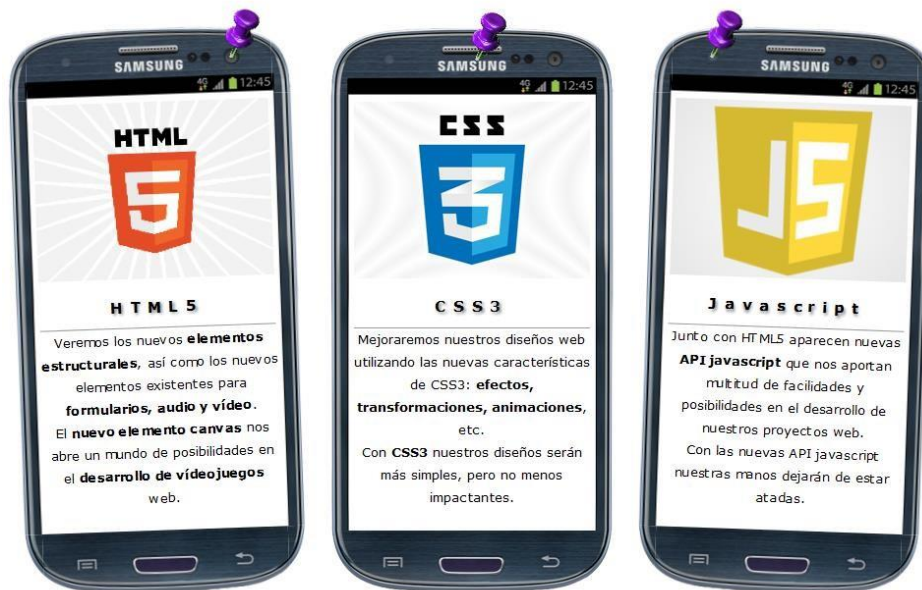 SAMSUNG
4G 12:45
HTML
5
HTML5
Veremos los nuevos elementos
estructurales, así como los nuevos
elementos existentes para
formularios, audio y vídeo.
El nuevo elemento canvas nos
abre un mundo de posibilidades en
el desarrollo de vídeojuegos
web.
SAMSUNG
4G 12:45
CSS
3
CSS3
Mejoraremos nuestros diseños web
utilizando las nuevas características
de CSS3: efectos,
transformaciones, animaciones,
etc.
Con CSS3 nuestros diseños serán
más simples, pero no menos
impactantes.
SAMSUNG
4G 12:45
JS
Javascript
Junto con HTML5 aparecen nuevas
API javascript que nos aportan
multitud de facilidades y
posibilidades en el desarrollo de
nuestros proyectos web.
Con las nuevas API javascript
nuestras manos dejarán de estar
atadas.